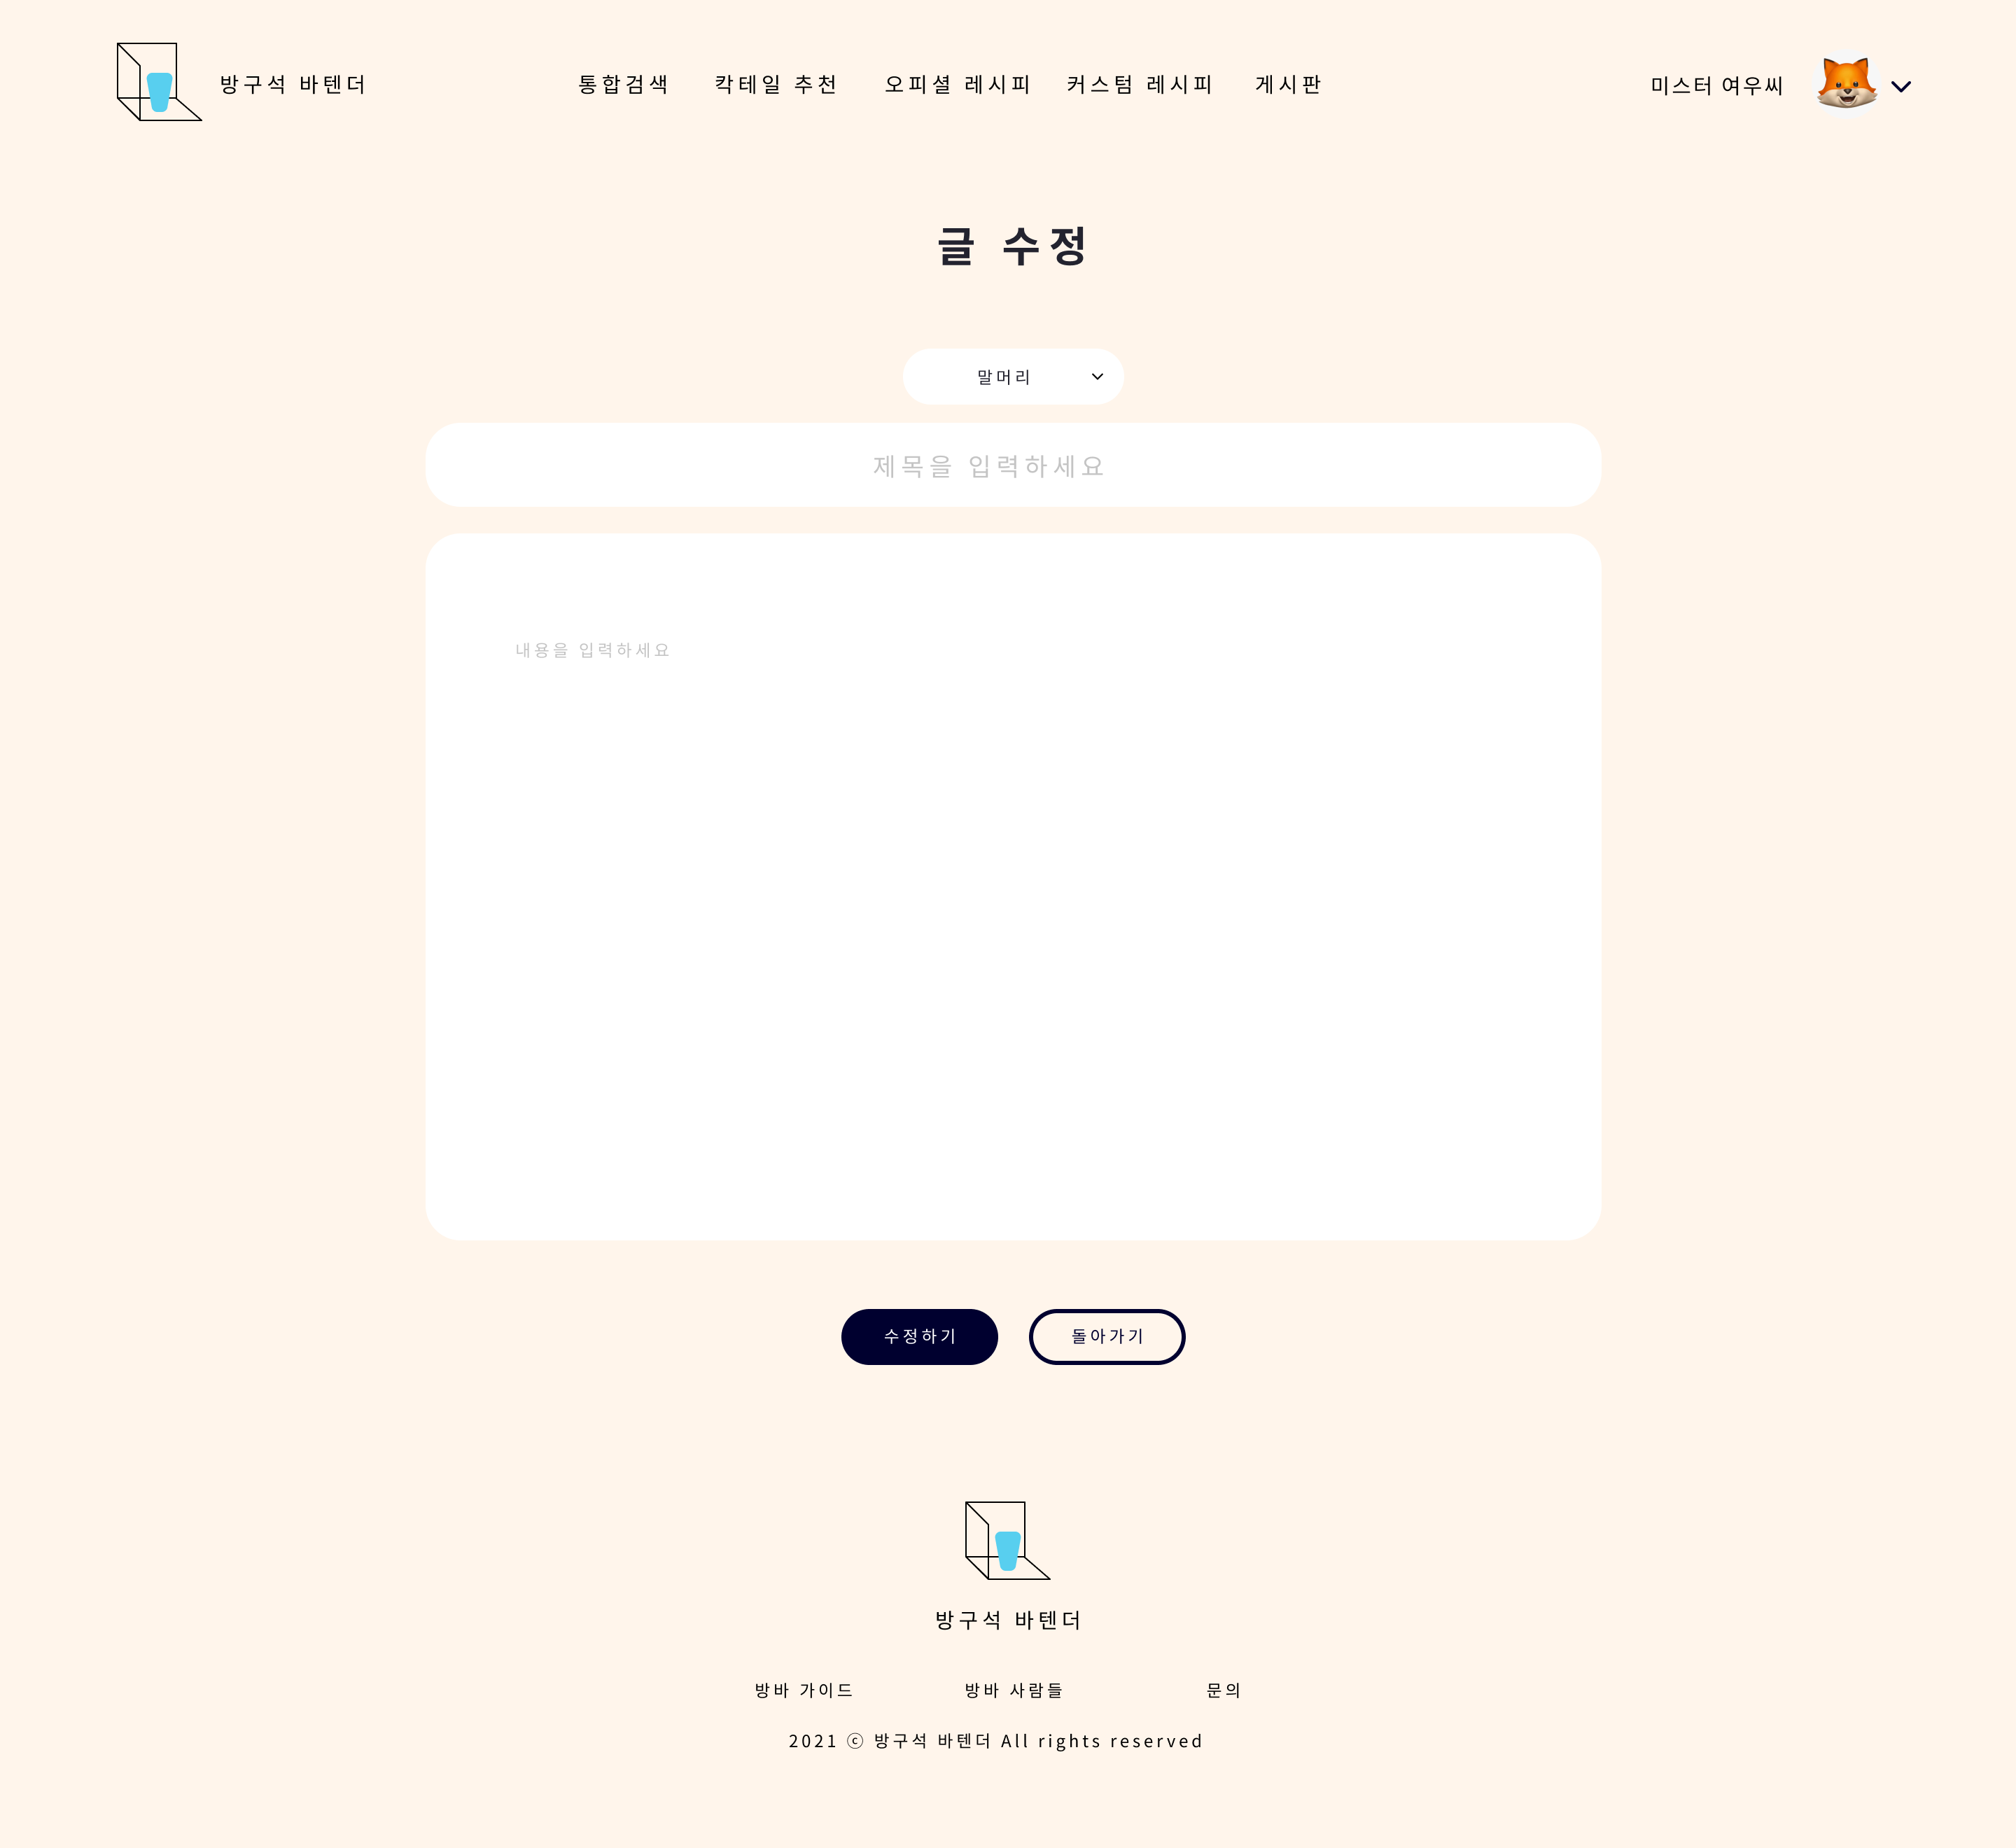 방구석 바텐더
통합검색 칵테일 추천 오피셜 레시피 커스텀 레시피 게시판
미스터 여우씨
글 수정
말머리
제목을 입력하세요
내용을 입력하세요
수정하기 돌아가기
방구석 바텐더
방바 가이드 방바 사람들 문의
2021 ⓒ 방구석 바텐더 All rights reserved